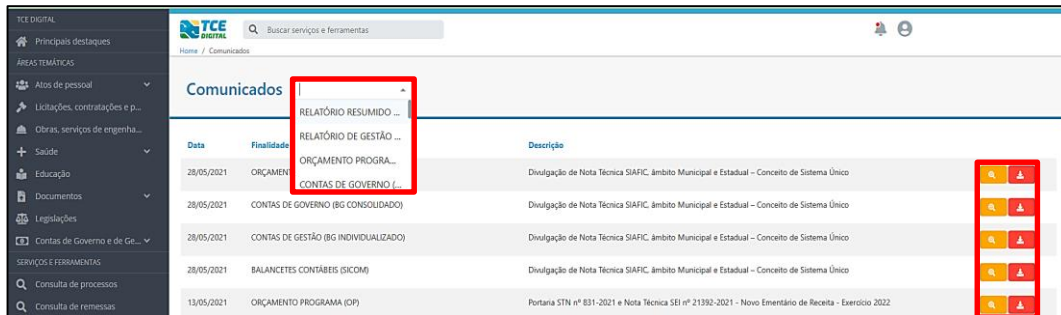 TCE DIGITAL
Principais destaques
ÁREAS TEMÁTICAS
Atos de pessoal
Licitações, contratações e p...
Obras, serviços de engenha...
Saúde
Educação
Documentos
Legislações
Contas de Governo e de Ge...
SERVIÇOS E FERRAMENTAS
Consulta de processos
Consulta de remessas
TCE
DIGITAL
Buscar serviços e ferramentas
Home / Comunicados
Comunicados
RELATÓRIO RESUMIDO ...
RELATÓRIO DE GESTÃO ...
ORÇAMENTO PROGRA...
CONTAS DE GOVERNO (...
Data Finalidade Descrição
28/05/2021 ORÇAMENT Divulgação de Nota Técnica SIAFIC, âmbito Municipal e Estadual – Conceito de Sistema Único
28/05/2021 CONTAS DE GOVERNO (BG CONSOLIDADO) Divulgação de Nota Técnica SIAFIC, âmbito Municipal e Estadual – Conceito de Sistema Único
28/05/2021 CONTAS DE GESTÃO (BG INDIVIDUALIZADO) Divulgação de Nota Técnica SIAFIC, âmbito Municipal e Estadual – Conceito de Sistema Único
28/05/2021 BALANCETES CONTÁBEIS (SICOM) Divulgação de Nota Técnica SIAFIC, âmbito Municipal e Estadual – Conceito de Sistema Único
13/05/2021 ORÇAMENTO PROGRAMA (OP) Portaria STN nº 831-2021 e Nota Técnica SEI nº 21392-2021 - Novo Ementário de Receita - Exercício 2022